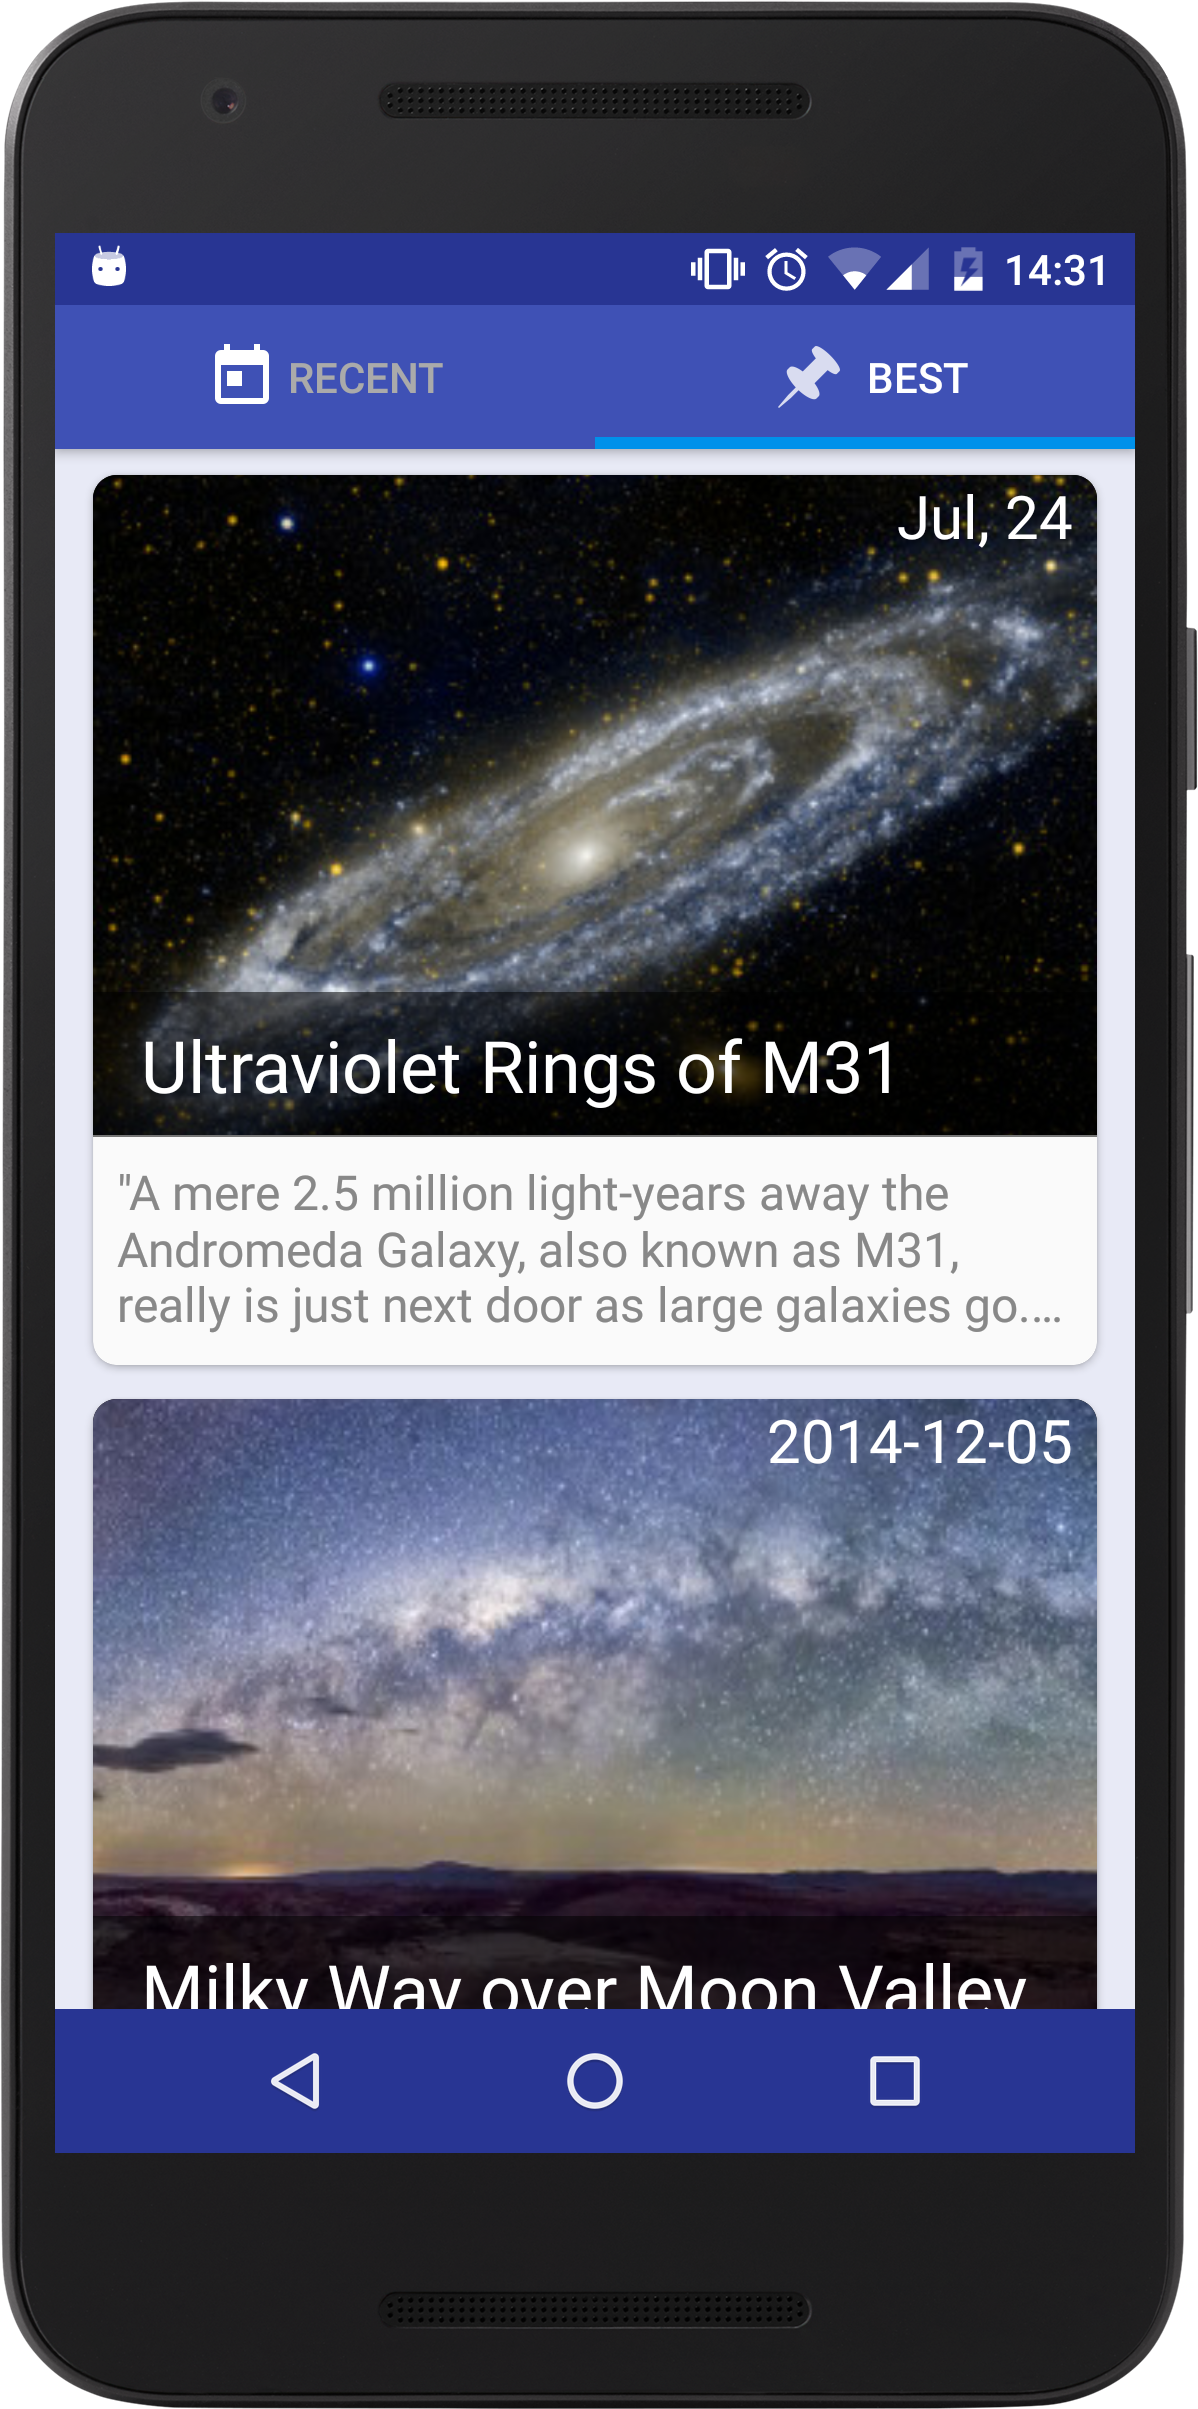 14:31
RECENT
BEST
Jul, 24
Ultraviolet Rings of M31
"A mere 2.5 million light-years away the
Andromeda Galaxy, also known as M31,
really is just next door as large galaxies go....
2014-12-05
Milky Way over Moon Valley